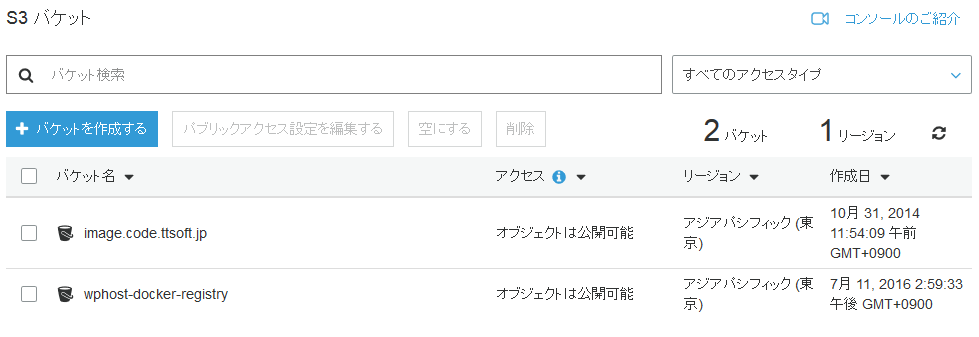 S3 バケット
コンソールのご紹介
バケット検索
すべてのアクセスタイプ
バケットを作成する
パブリックアクセス設定を編集する
空にする
削除
2 バケット
1 リージョン
バケット名
アクセス
リージョン
作成日
image.code.ttsoft.jp
オブジェクトは公開可能
アジアパシフィック (東
京)
10月 31, 2014
11:54:09 午前
GMT+0900
wphost-docker-registry
オブジェクトは公開可能
アジアパシフィック (東
京)
7月 11, 2016 2:59:33
午後 GMT+0900